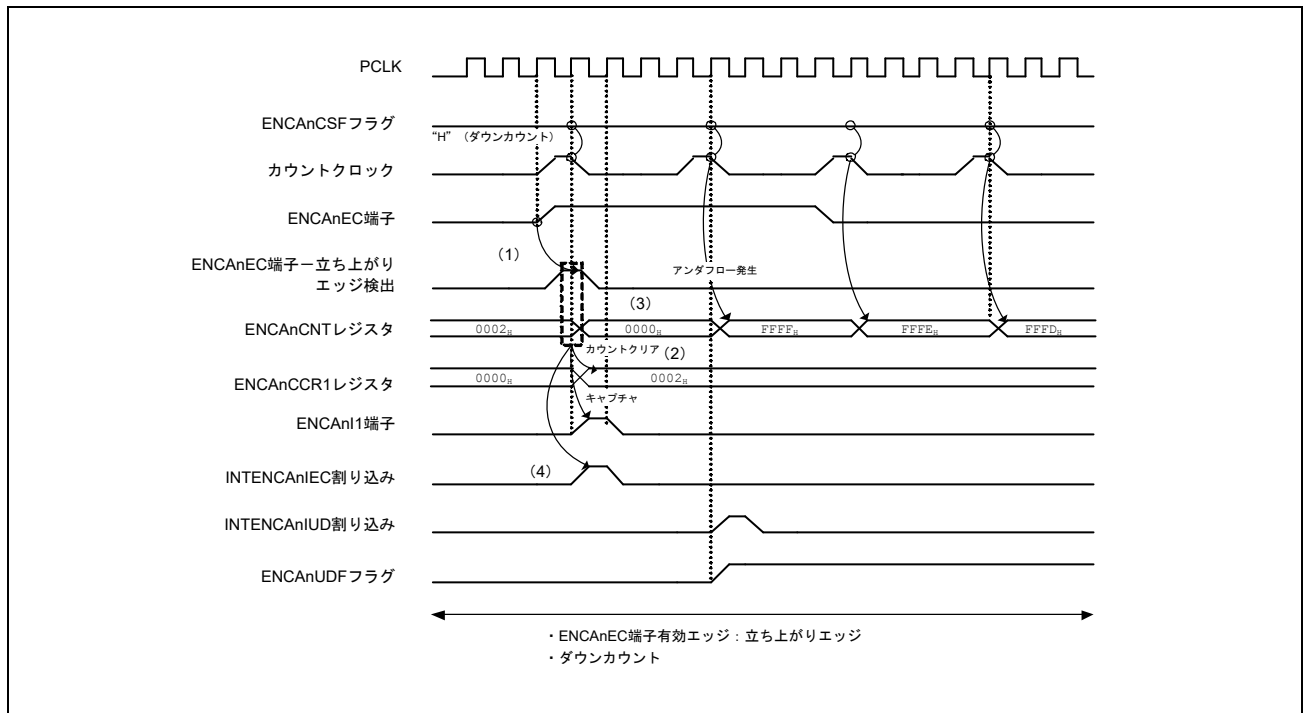 PCLK
ENCAnCSFフラグ
“H” （ダウンカウント）
カウントクロック
ENCAnEC端子
ENCAnEC端子－立ち上がり
エッジ検出
（1）
アンダフロー発生
（3）
ENCAnCNTレジスタ
0002H
0000H
FFFFH
FFFEH
FFFDH
カウントクリア
（2）
ENCAnCCR1レジスタ
0000H
0002H
キャプチャ
ENCAnI1端子
（4）
INTENCAnIEC割り込み
INTENCAnIUD割り込み
ENCAnUDFフラグ
・ENCAnEC端子有効エッジ：立ち上がりエッジ
・ダウンカウント